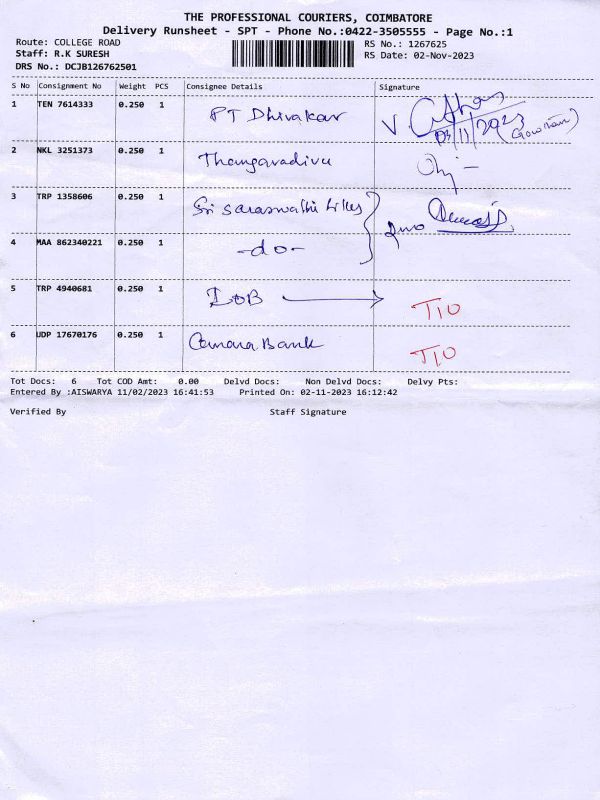 THE PROFESSIONAL COURIERS, COIMBATORE
Delivery Runsheet - SPT - Phone No.:0422-3505555 - Page No.:1
Route: COLLEGE ROAD RS No.: 1267625
Staff: R.K SURESH RS Date: 02-Nov-2023
DRS No.: DCJB126762501
S No Consignment No Weight PCS Consignee Details Signature
1 TEN 7614333 0.250 1 PT Dhivakar
03/11/2023
(Gowtham)
2 NKL 3251373 0.250 1 Thangavadivu
3 TRP 1358606 0.250 1 Sri Saraswathi
4 MAA 862340221 0.250 1 -do-
5 TRP 4940681 0.250 1 IOB T10
6 UDP 17670176 0.250 1 Canara Bank T10
Tot Docs: 6 Tot COD Amt: 0.00 Delvd Docs: Non Delvd Docs: Delvy Pts:
Entered By :AISWARYA 11/02/2023 16:41:53 Printed On: 02-11-2023 16:12:42
Verified By Staff Signature